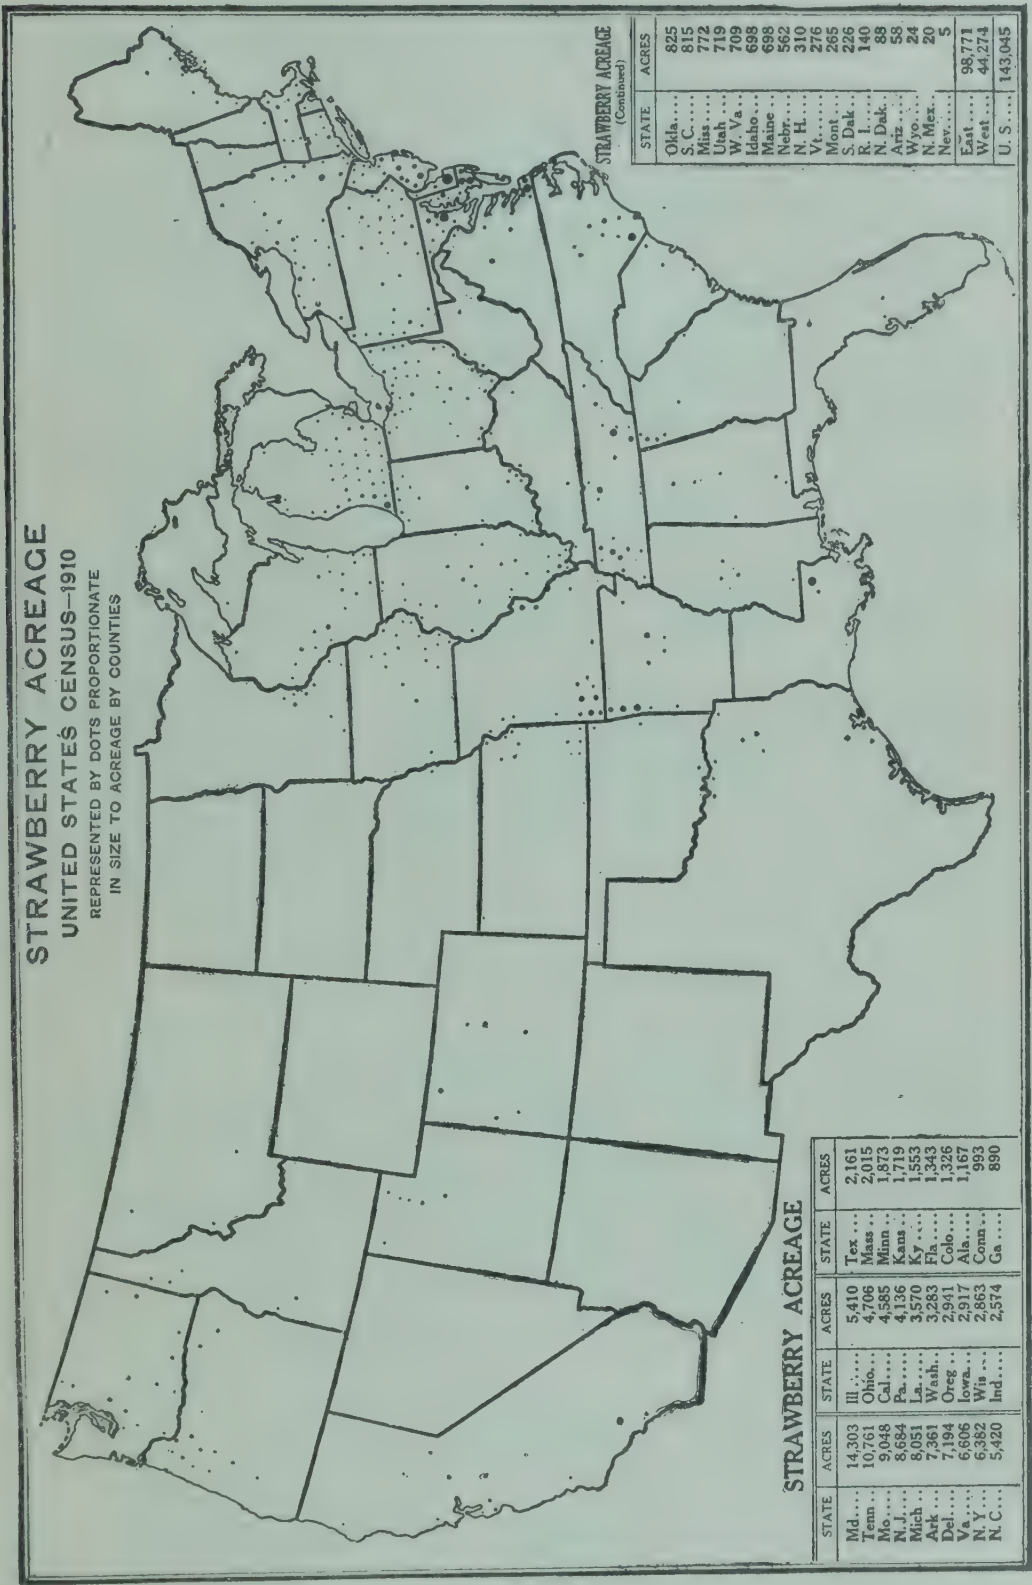 STRAWBERRY ACREAGE
UNITED STATES CENSUS—1910
REPRESENTED BY DOTS PROPORTIONATE
IN SIZE TO ACREAGE BY COUNTIES
STRAWBERRY ACREAGE
STATE ACRES STATE ACRES STATE ACRES
Md.... 14,303 Ill...... 5,410 Tex.... 2,161
Tenn.. 10,761 Ohio.... 4,706 Mass.. 2,015
Mo.... 9,048 Cal..... 4,585 Minn.. 1,873
N.J.... 8,684 Pa...... 4,136 Kans.. 1,719
Mich.. 8,051 La...... 3,570 Ky.... 1,553
Ark... 7,361 Wash.. 3,283 Fla.... 1,343
Del.... 7,194 Oreg.. 2,941 Colo... 1,326
Va.... 6,606 Iowa... 2,917 Ala.... 1,167
N.Y... 6,382 Wis.... 2,863 Conn.. 993
N.C... 5,420 Ind.... 2,574 Ga.... 890
STRAWBERRY ACREAGE
(Continued)
STATE ACRES
Okla.... 825
S. C..... 815
Miss.... 772
Utah.... 719
W. Va.. 709
Idaho... 698
Maine.. 698
Nebr.... 562
N. H.... 310
Vt...... 276
Mont... 265
S. Dak.. 226
R. I..... 140
N. Dak.. 88
Ariz.... 58
Wyo.... 24
N. Mex.. 20
Nev..... 5
East.... 98,771
West... 44,274
U. S... 143,045